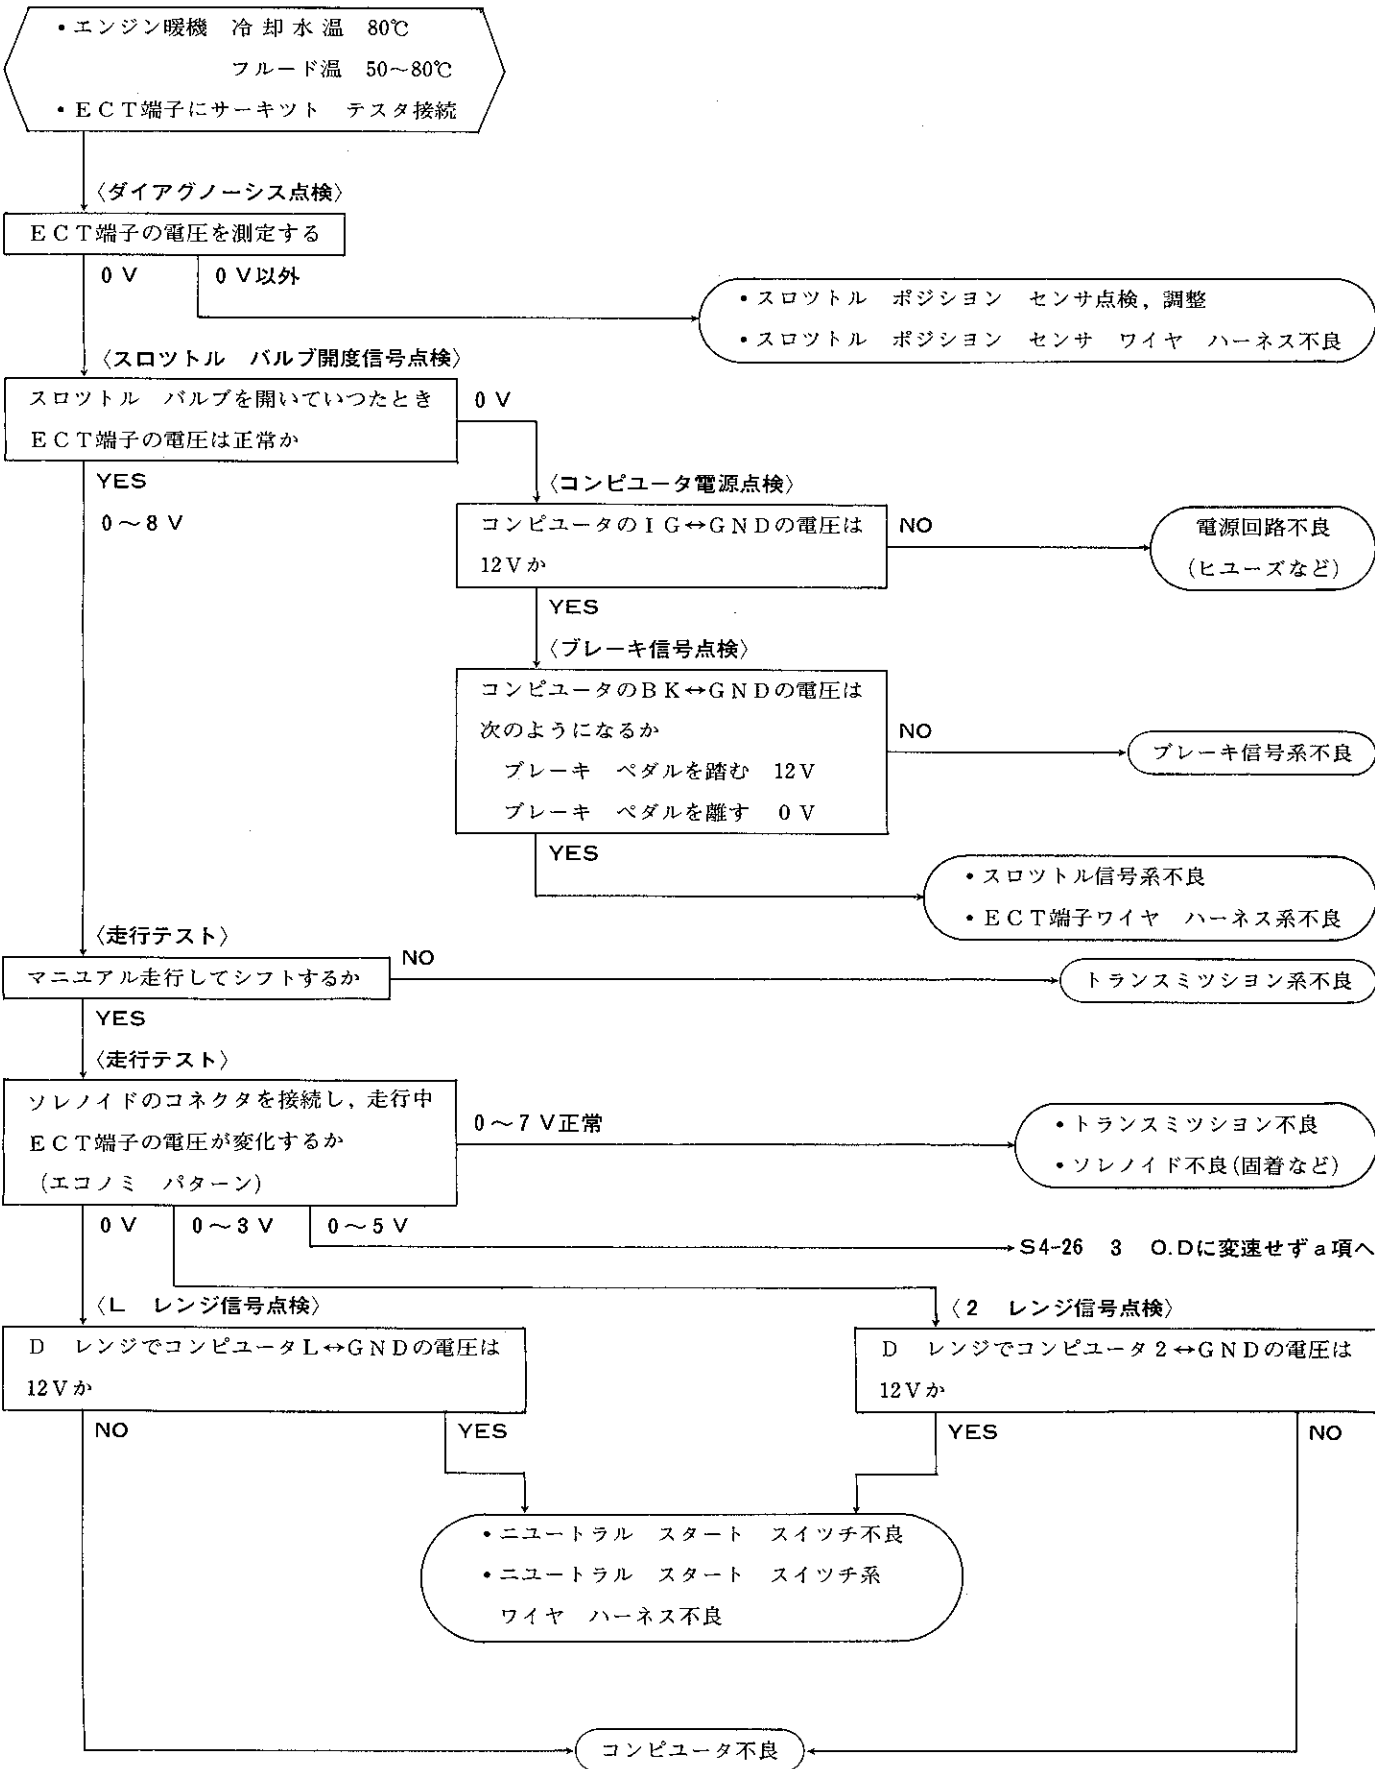 ・エンジン暖機 冷却水温 80℃
フルード温 50〜80℃
・ECT端子にサーキツト テスタ接続
〈ダイアグノーシス点検〉
ECT端子の電圧を測定する
0 V 0 V以外
・スロツトル ポジシヨン センサ点検, 調整
・スロツトル ポジシヨン センサ ワイヤ ハーネス不良
〈スロツトル バルブ開度信号点検〉
スロツトル バルブを開いていつたとき
ECT端子の電圧は正常か
0 V
YES
0〜8 V
〈コンピユータ電源点検〉
コンピユータのIG↔GNDの電圧は
12Vか
NO
電源回路不良
(ヒユーズなど)
YES
〈ブレーキ信号点検〉
コンピユータのBK↔GNDの電圧は
次のようになるか
ブレーキ ペダルを踏む 12V
ブレーキ ペダルを離す 0 V
NO
ブレーキ信号系不良
YES
・スロツトル信号系不良
・ECT端子ワイヤ ハーネス系不良
〈走行テスト〉
マニユアル走行してシフトするか
NO
トランスミツシヨン系不良
YES
〈走行テスト〉
ソレノイドのコネクタを接続し, 走行中
ECT端子の電圧が変化するか
(エコノミ パターン)
0〜7 V正常
・トランスミツシヨン不良
・ソレノイド不良(固着など)
0 V 0〜3 V 0〜5 V
S4-26 3 O.Dに変速せずa項へ
〈L レンジ信号点検〉
D レンジでコンピユータL↔GNDの電圧は
12Vか
NO YES
〈2 レンジ信号点検〉
D レンジでコンピユータ2↔GNDの電圧は
12Vか
YES NO
・ニユートラル スタート スイツチ不良
・ニユートラル スタート スイツチ系
ワイヤ ハーネス不良
コンピユータ不良